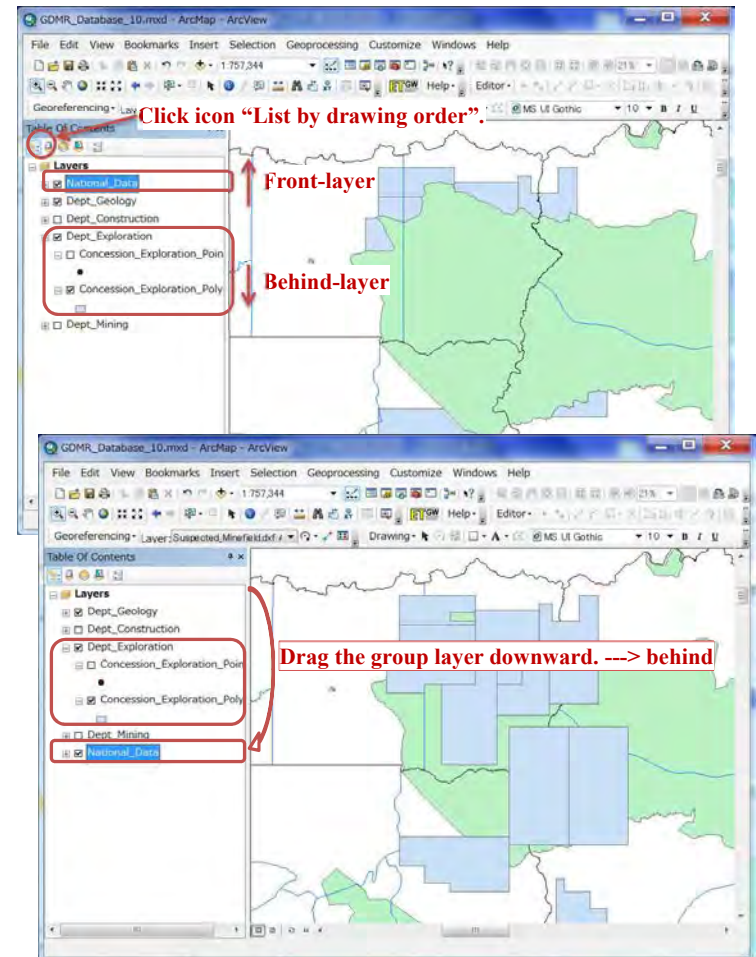 GDMR_Database_10.mxd - ArcMap - ArcView
File Edit View Bookmarks Insert Selection Geoprocessing Customize Windows Help
1:757,344
21%
Help
Editor
Georeferencing
MS UI Gothic
10
B I U
Click icon “List by drawing order”.
Table Of Contents
Layers
National_Data
Front-layer
Dept_Geology
Dept_Construction
Dept_Exploration
Concession_Exploration_Poin
Behind-layer
Concession_Exploration_Poly
Dept_Mining
GDMR_Database_10.mxd - ArcMap - ArcView
File Edit View Bookmarks Insert Selection Geoprocessing Customize Windows Help
1:757,344
21%
Help
Editor
Georeferencing Layer: Suspected_Minefield.dxf
Drawing
A
MS UI Gothic
10
B I U
Table Of Contents
Layers
Dept_Geology
Dept_Construction
Dept_Exploration
Drag the group layer downward. ---> behind
Concession_Exploration_Poin
Concession_Exploration_Poly
Dept_Mining
National_Data